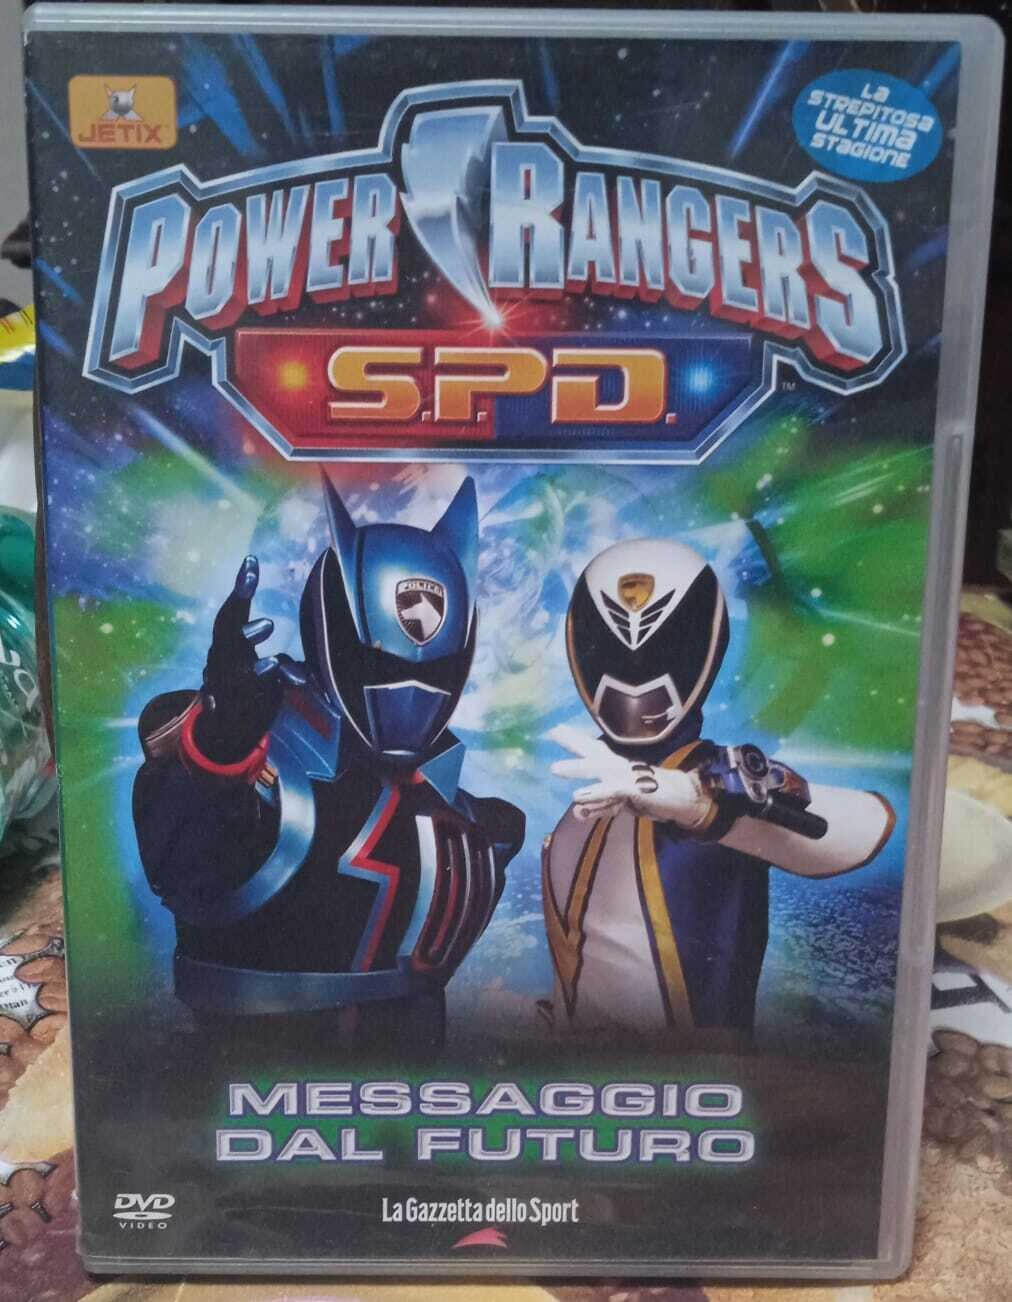 JETIX
La
STREPITOSA
ULTIMA
STAGIONE
POWER RANGERS
TM
S.P.D.
POLICE
MESSAGGIO
DAL FUTURO
DVD
VIDEO
La Gazzetta dello Sport